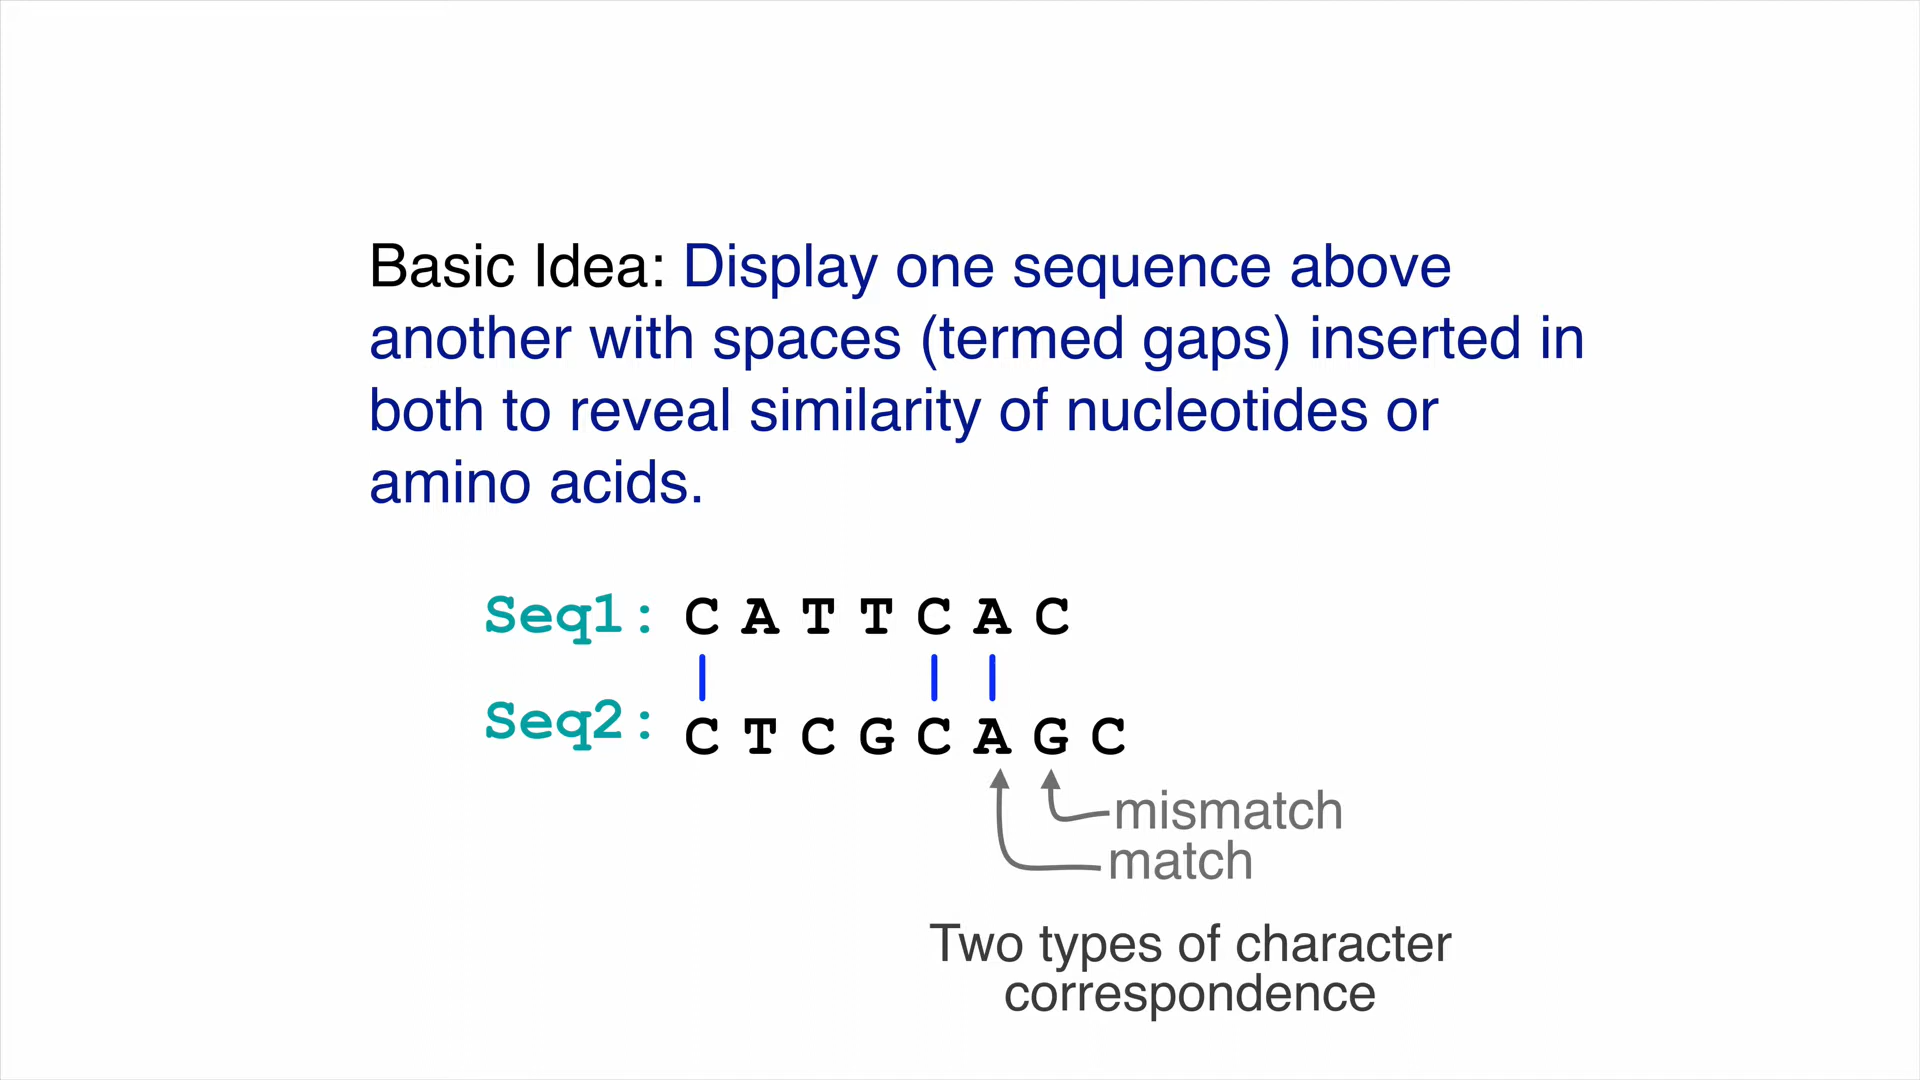 Basic Idea: Display one sequence above
another with spaces (termed gaps) inserted in
both to reveal similarity of nucleotides or
amino acids.
Seq1: C A T T C A C
Seq2: C T C G C A G C
mismatch
match
Two types of character
correspondence